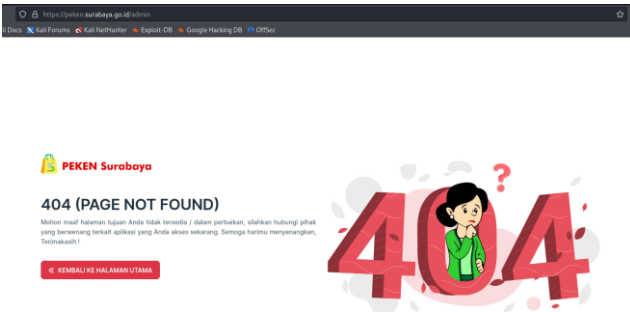 https://peken.surabaya.go.id/admin
li Docs Kali Forums Kali NetHunter Exploit-DB Google Hacking DB OffSec
PEKEN Surabaya
404 (PAGE NOT FOUND)
Mohon maaf halaman tujuan Anda tidak tersedia / dalam perbaikan, silahkan hubungi pihak
yang berwenang terkait aplikasi yang Anda akses sekarang. Semoga harimu menyenangkan,
Terimakasih !
« KEMBALI KE HALAMAN UTAMA
?
404